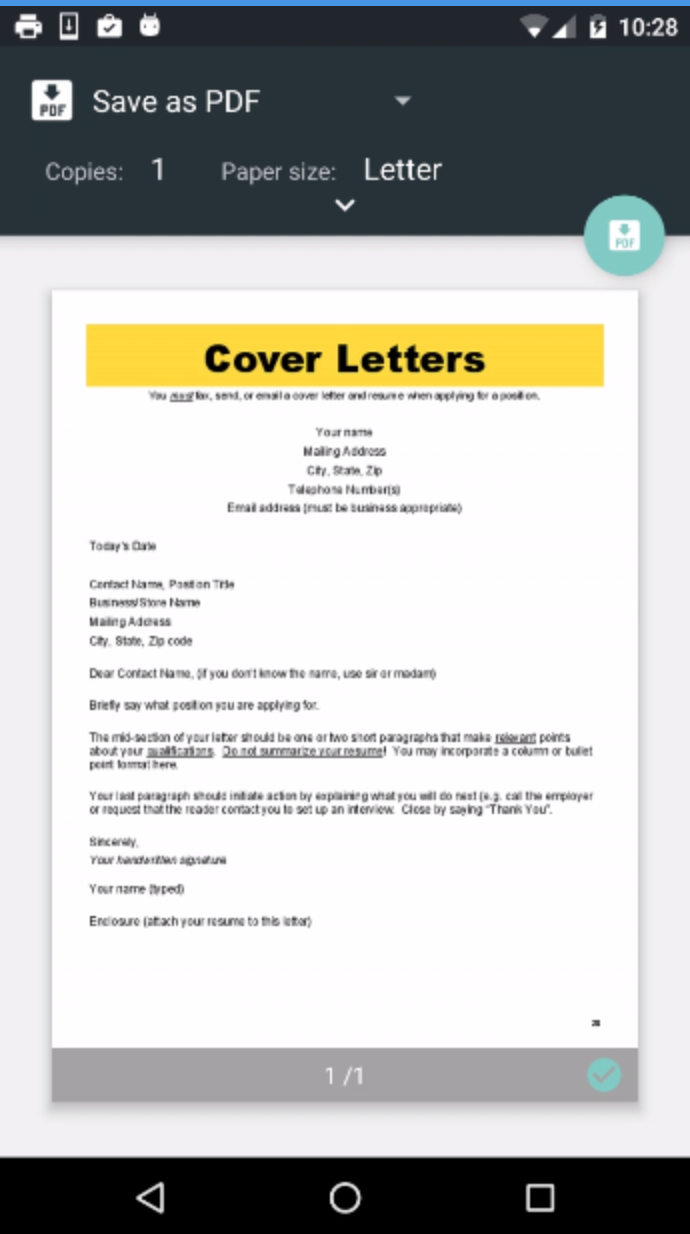 10:28
PDF
Save as PDF
Copies: 1 Paper size: Letter
PDF
Cover Letters
You must fax, send, or email a cover letter and resume when applying for a position.
Your name
Mailing Address
City, State, Zip
Telephone Number(s)
Email address (must be business appropriate)
Today's Date
Contact Name, Position Title
Business/Store Name
Mailing Address
City, State, Zip code
Dear Contact Name, (if you don't know the name, use sir or madam)
Briefly say what position you are applying for.
The mid-section of your letter should be one or two short paragraphs that make relevant points
about your qualifications. Do not summarize your resume! You may incorporate a column or bullet
point format here.
Your last paragraph should initiate action by explaining what you will do next (e.g. call the employer
or request that the reader contact you to set up an interview. Close by saying "Thank You".
Sincerely,
Your handwritten signature
Your name (typed)
Enclosure (attach your resume to this letter)
1 /1